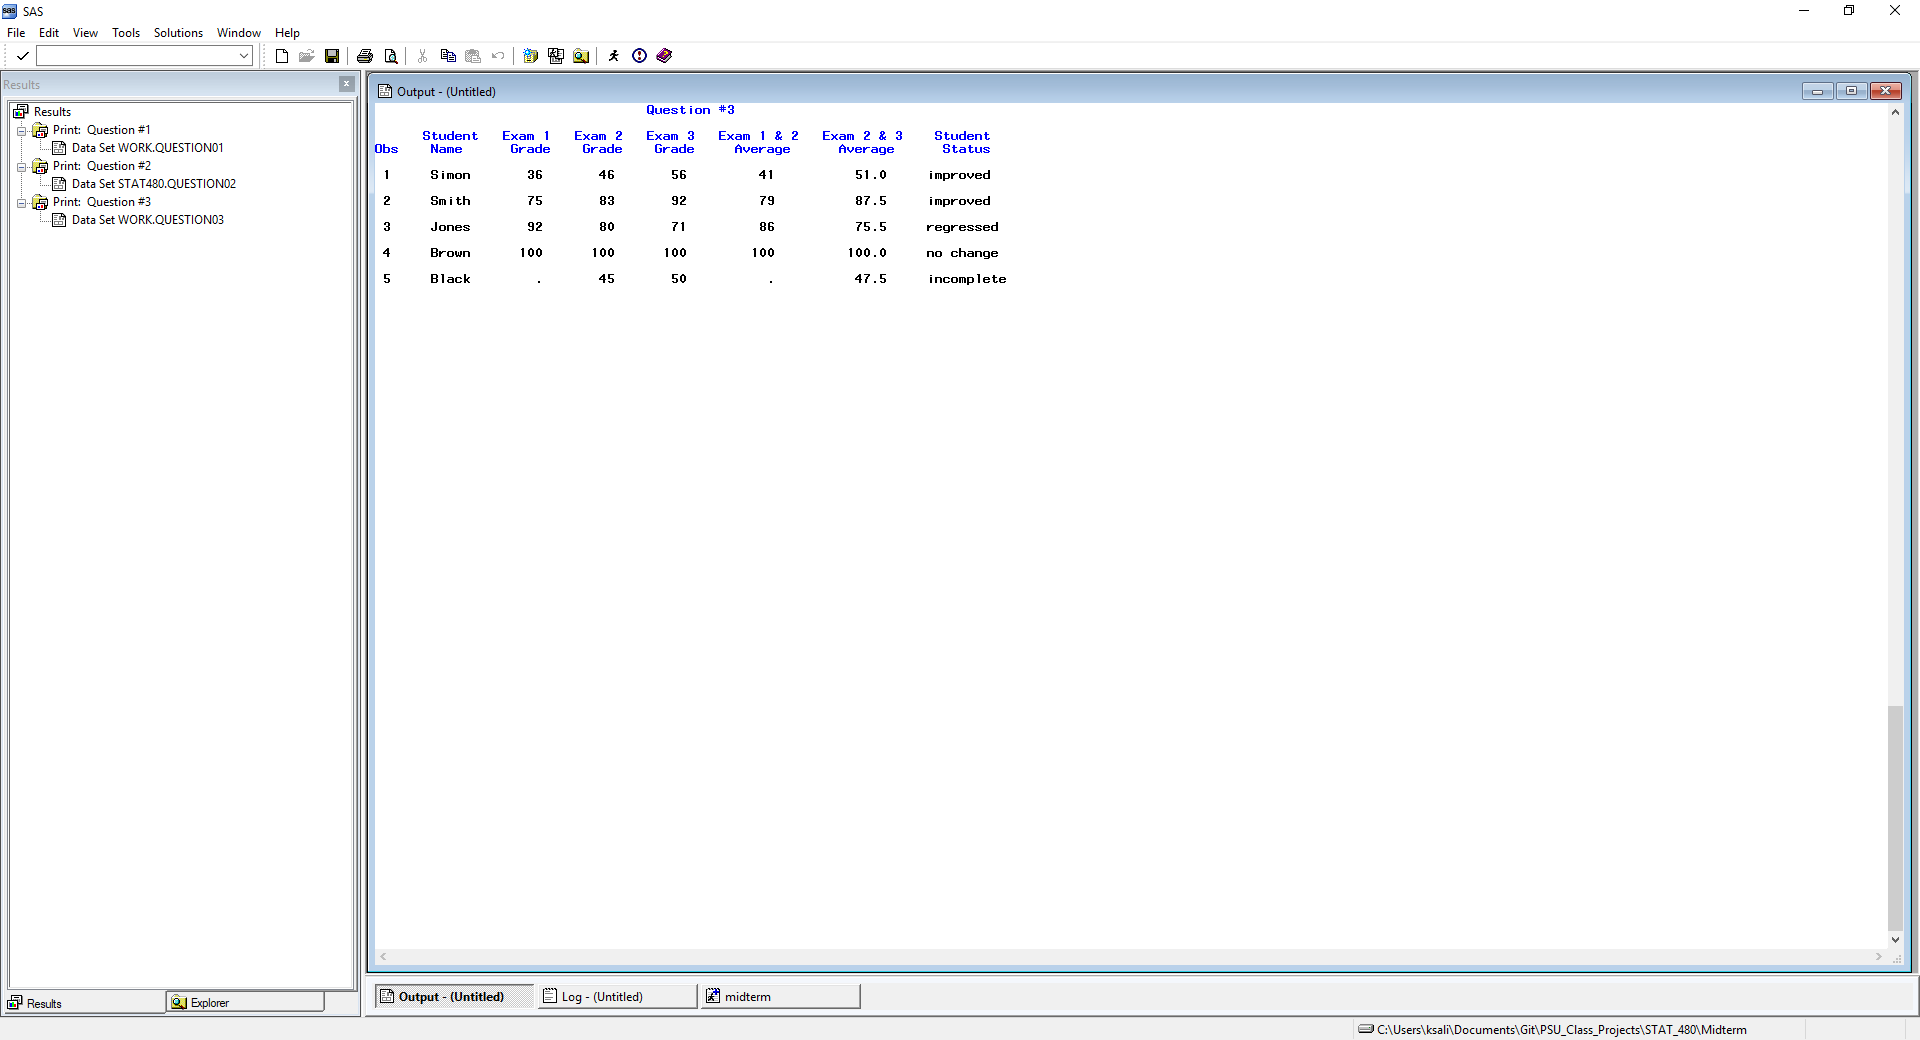 SAS
File Edit View Tools Solutions Window Help
Results
Results
Print: Question #1
Data Set WORK.QUESTION01
Print: Question #2
Data Set STAT480.QUESTION02
Print: Question #3
Data Set WORK.QUESTION03
Results Explorer
Output - (Untitled)
Question #3
Student Exam 1 Exam 2 Exam 3 Exam 1 & 2 Exam 2 & 3 Student
Obs Name Grade Grade Grade Average Average Status
1 Simon 36 46 56 41 51.0 improved
2 Smith 75 83 92 79 87.5 improved
3 Jones 92 80 71 86 75.5 regressed
4 Brown 100 100 100 100 100.0 no change
5 Black . 45 50 . 47.5 incomplete
Output - (Untitled) Log - (Untitled) midterm
C:\Users\ksali\Documents\Git\PSU_Class_Projects\STAT_480\Midterm